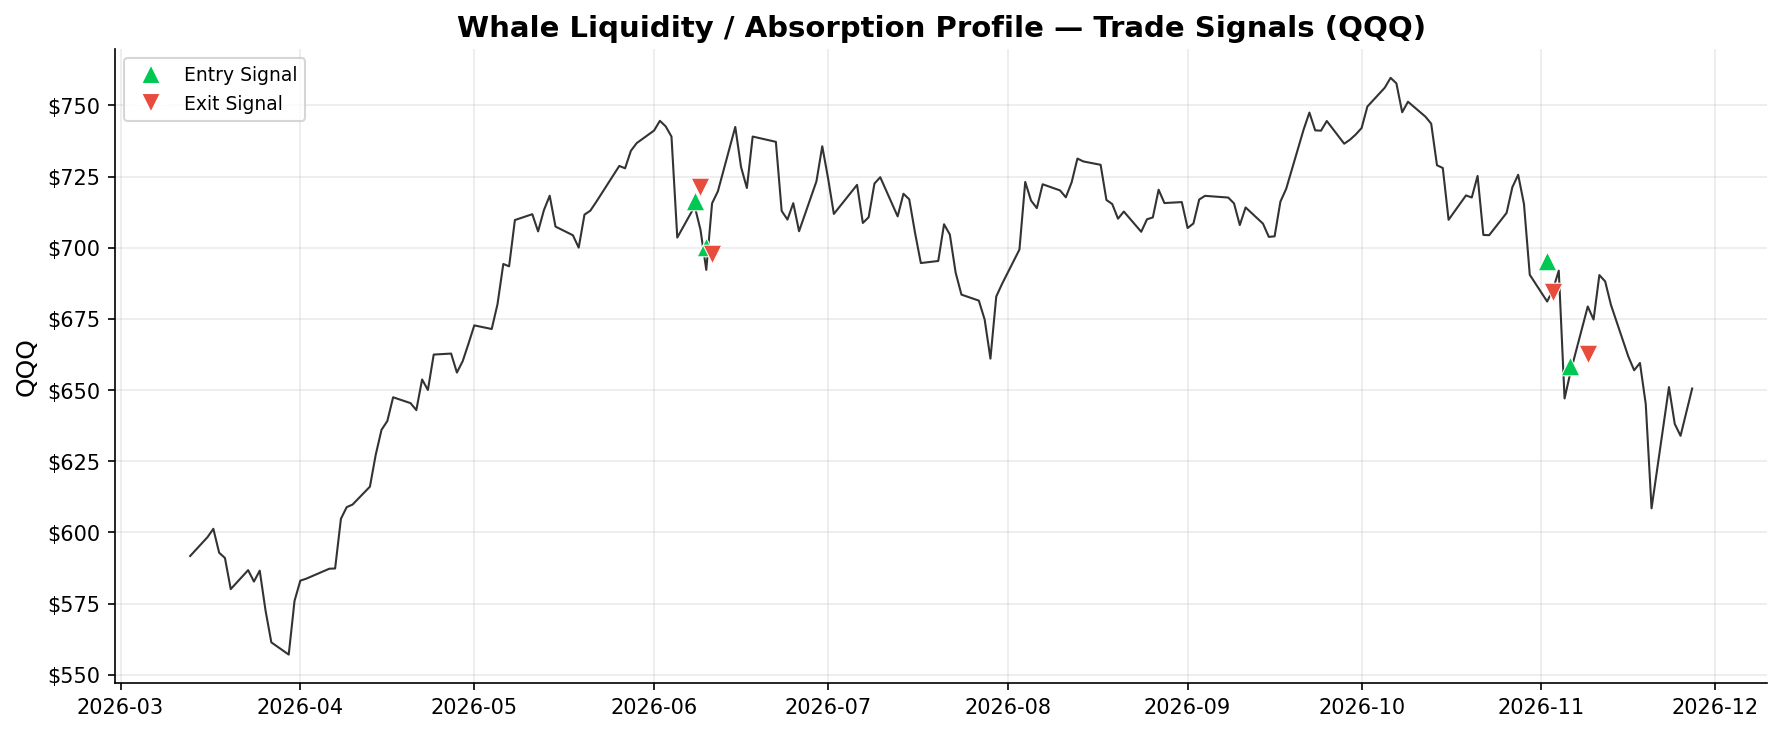 Whale Liquidity / Absorption Profile — Trade Signals (QQQ)
Entry Signal
Exit Signal
QQQ
$750
$725
$700
$675
$650
$625
$600
$575
$550
2026-03 2026-04 2026-05 2026-06 2026-07 2026-08 2026-09 2026-10 2026-11 2026-12